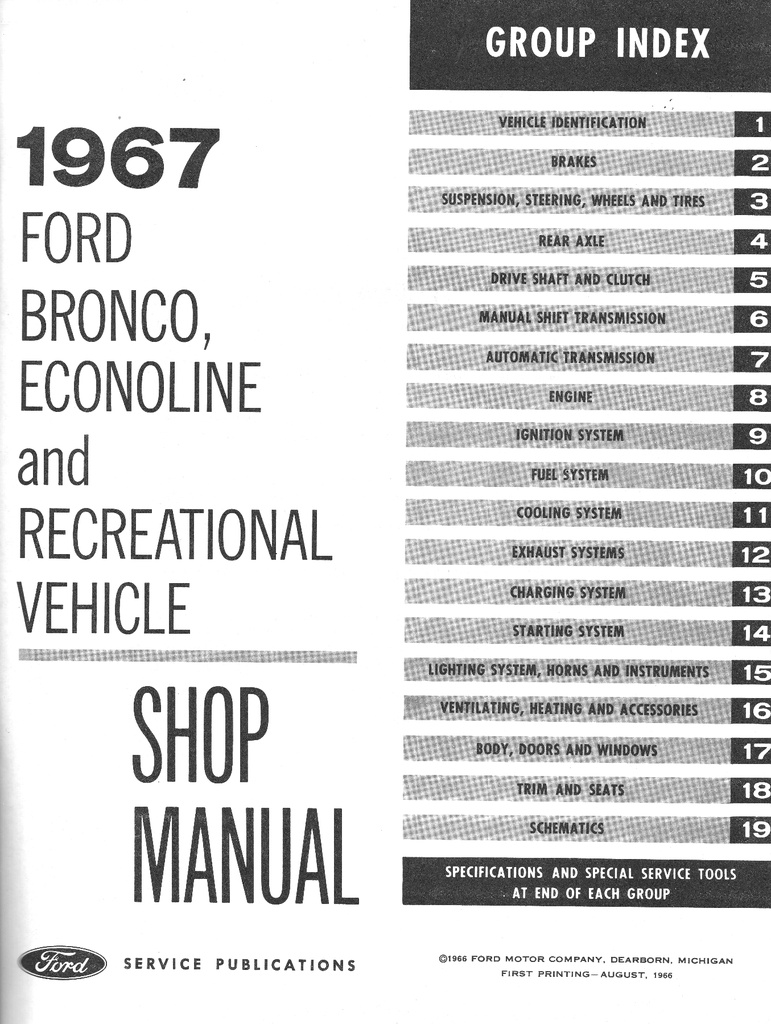 1967
FORD
BRONCO,
ECONOLINE
and
RECREATIONAL
VEHICLE
SHOP
MANUAL
Ford SERVICE PUBLICATIONS
GROUP INDEX
VEHICLE IDENTIFICATION 1
BRAKES 2
SUSPENSION, STEERING, WHEELS AND TIRES 3
REAR AXLE 4
DRIVE SHAFT AND CLUTCH 5
MANUAL SHIFT TRANSMISSION 6
AUTOMATIC TRANSMISSION 7
ENGINE 8
IGNITION SYSTEM 9
FUEL SYSTEM 10
COOLING SYSTEM 11
EXHAUST SYSTEMS 12
CHARGING SYSTEM 13
STARTING SYSTEM 14
LIGHTING SYSTEM, HORNS AND INSTRUMENTS 15
VENTILATING, HEATING AND ACCESSORIES 16
BODY, DOORS AND WINDOWS 17
TRIM AND SEATS 18
SCHEMATICS 19
SPECIFICATIONS AND SPECIAL SERVICE TOOLS
AT END OF EACH GROUP
©1966 FORD MOTOR COMPANY, DEARBORN, MICHIGAN
FIRST PRINTING—AUGUST, 1966